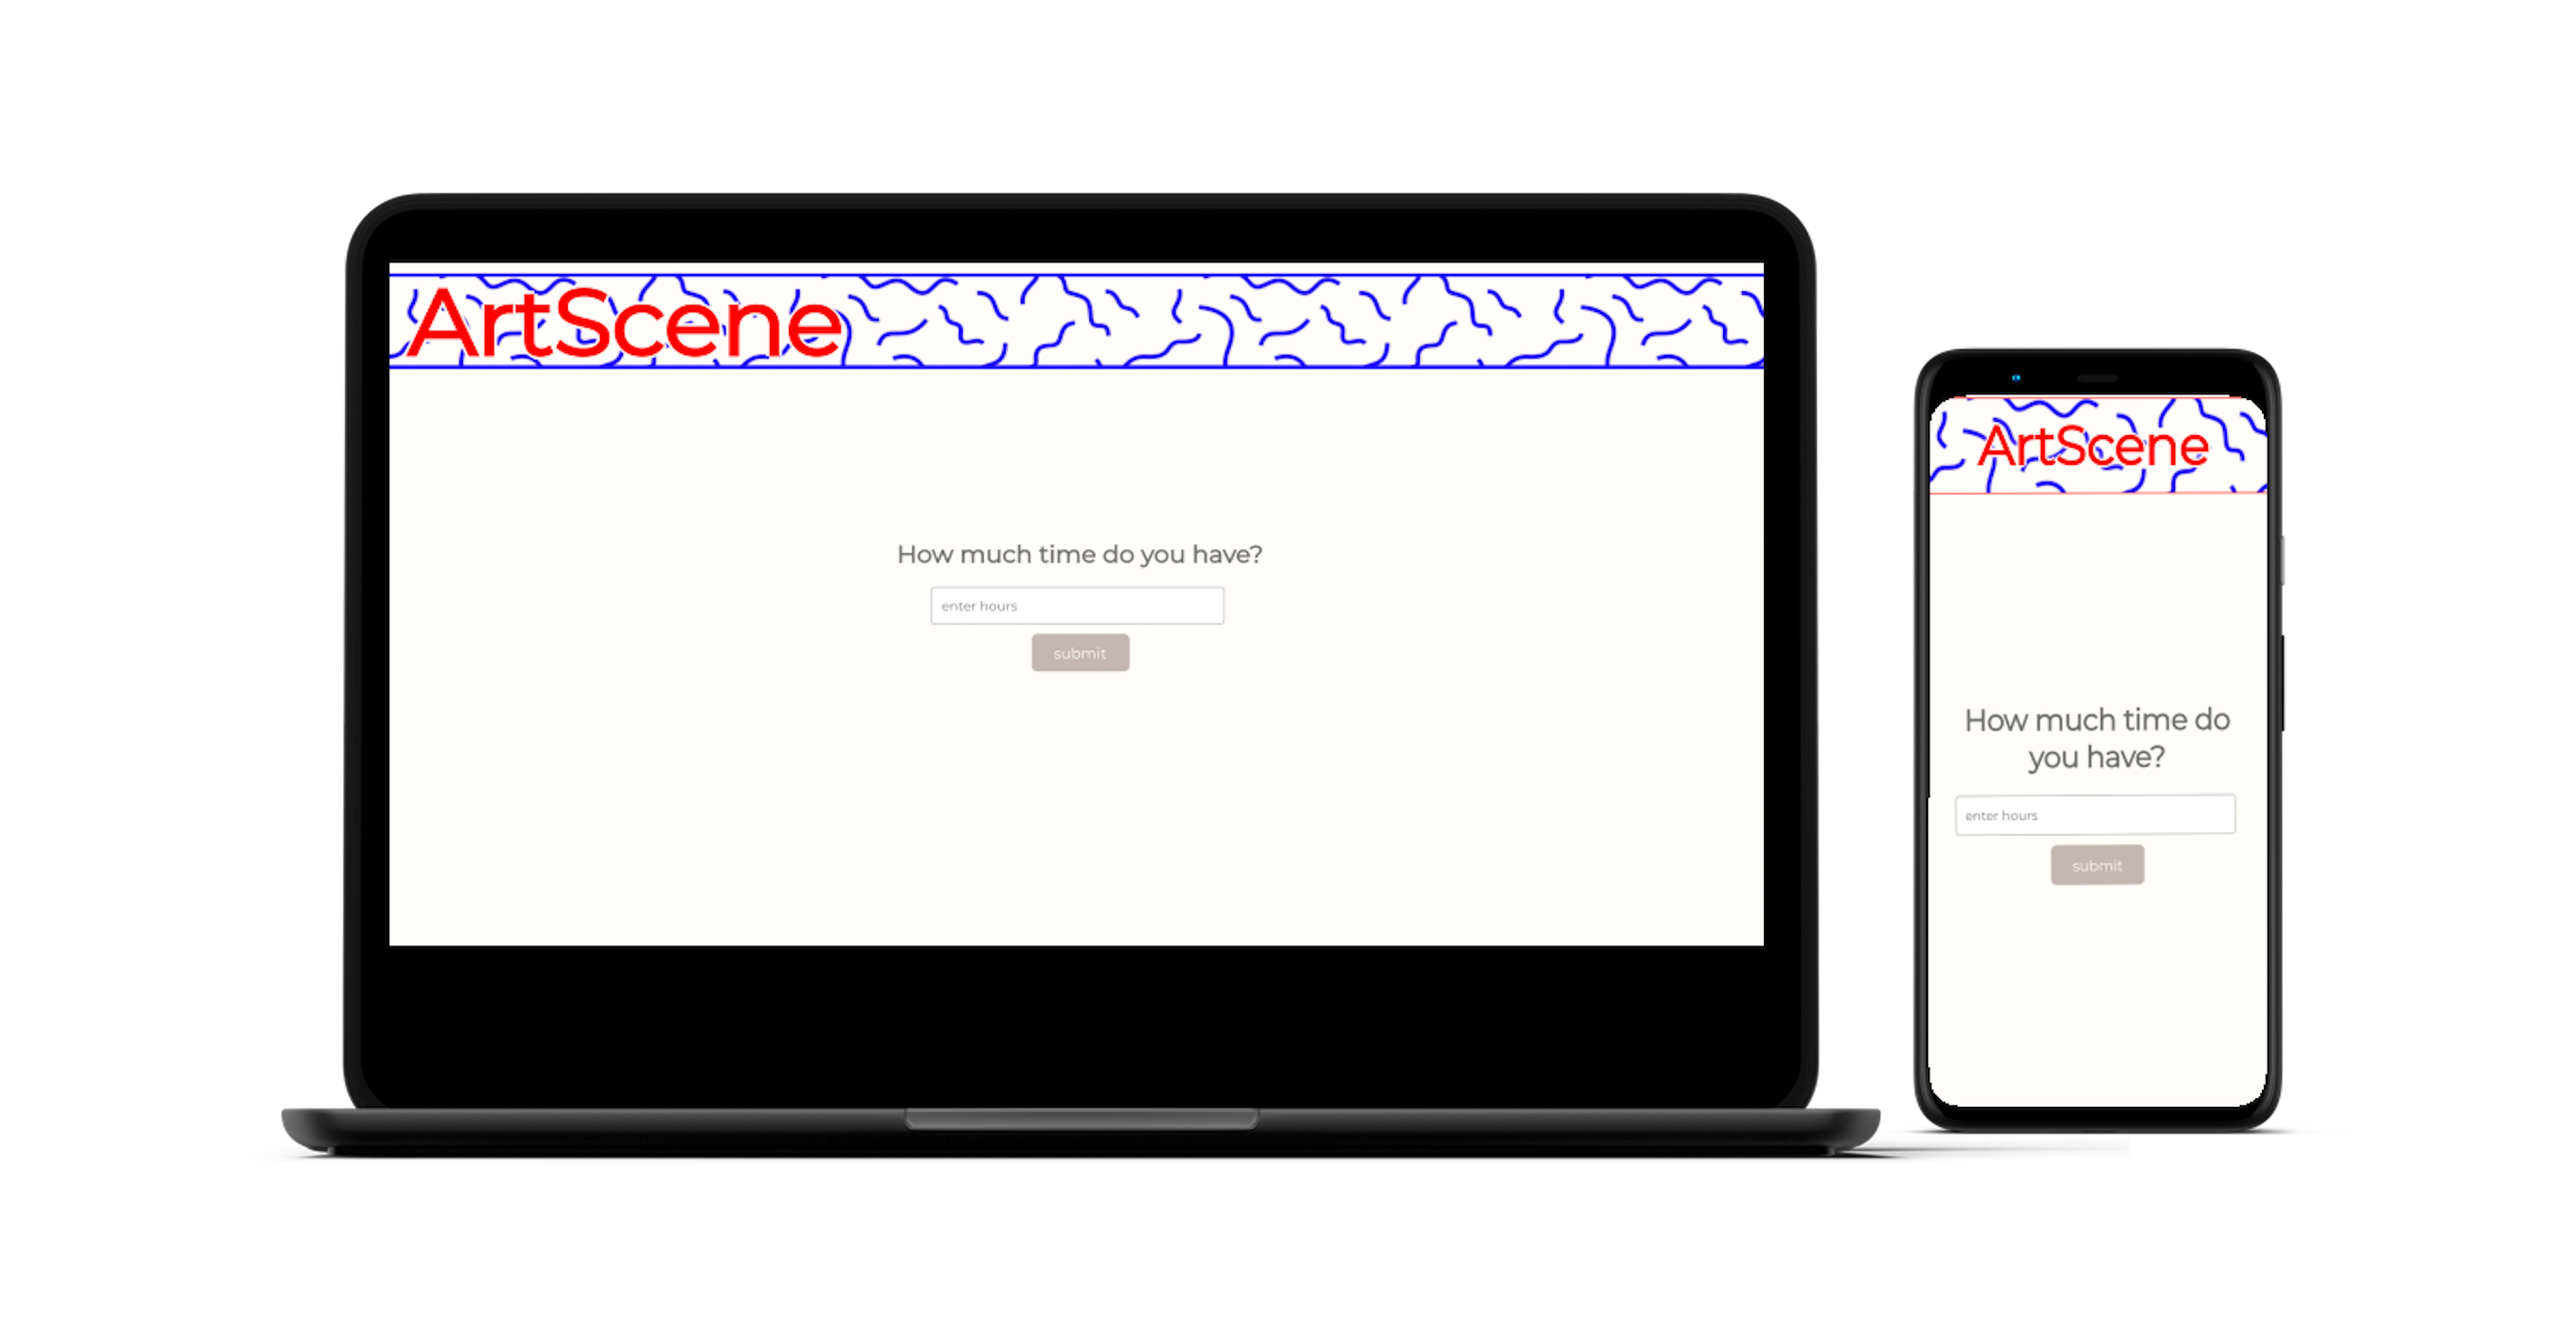 ArtScene
How much time do you have?
enter hours
submit
ArtScene
How much time do
you have?
enter hours
submit